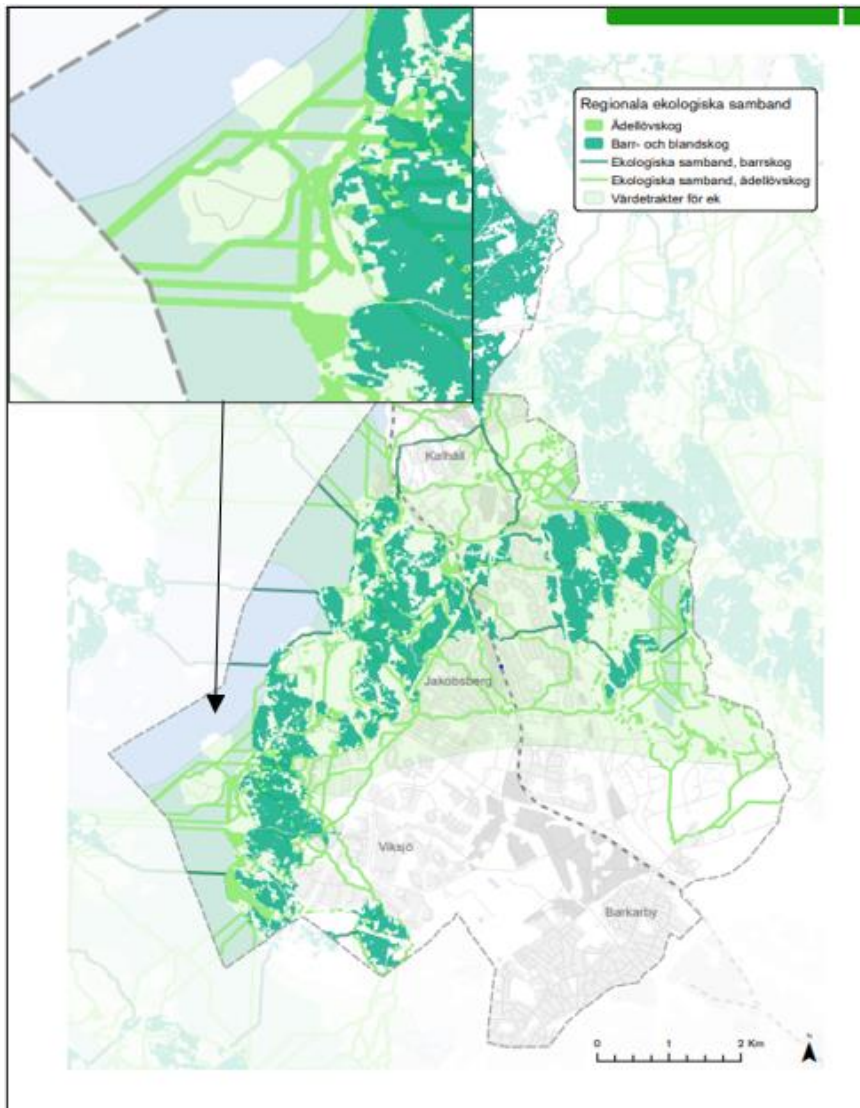 Regionala ekologiska samband
Ädellövskog
Barr- och blandskog
Ekologiska samband, barrskog
Ekologiska samband, ädellövskog
Värdetrakter för ek
Kallhäll
Jakobsberg
Viksjö
Barkarby
0 1 2 Km
N